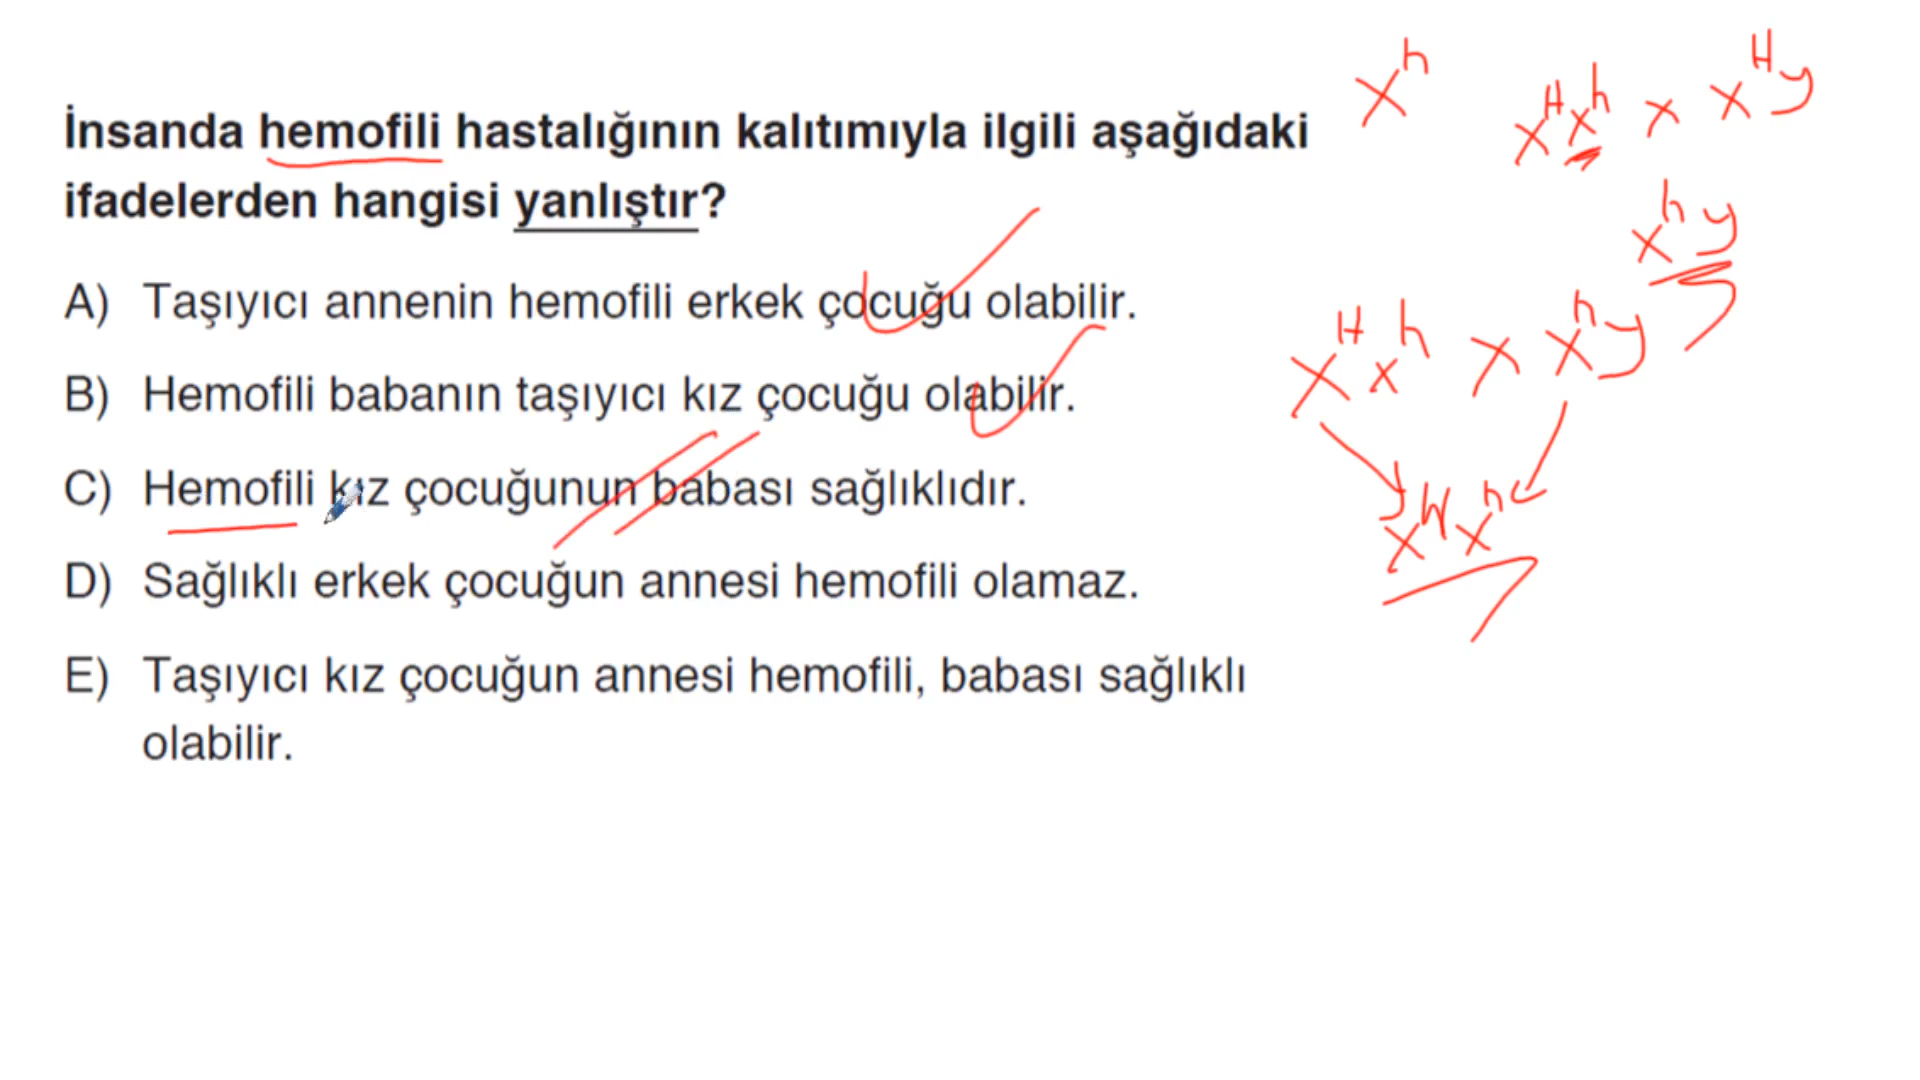 İnsanda hemofili hastalığının kalıtımıyla ilgili aşağıdaki
ifadelerden hangisi yanlıştır?
A) Taşıyıcı annenin hemofili erkek çocuğu olabilir.
B) Hemofili babanın taşıyıcı kız çocuğu olabilir.
C) Hemofili kız çocuğunun babası sağlıklıdır.
D) Sağlıklı erkek çocuğun annesi hemofili olamaz.
E) Taşıyıcı kız çocuğun annesi hemofili, babası sağlıklı
olabilir.
X^h
X^H X^h x X^H y
X^h y
X^H X^h x X^h y
X^H X^h